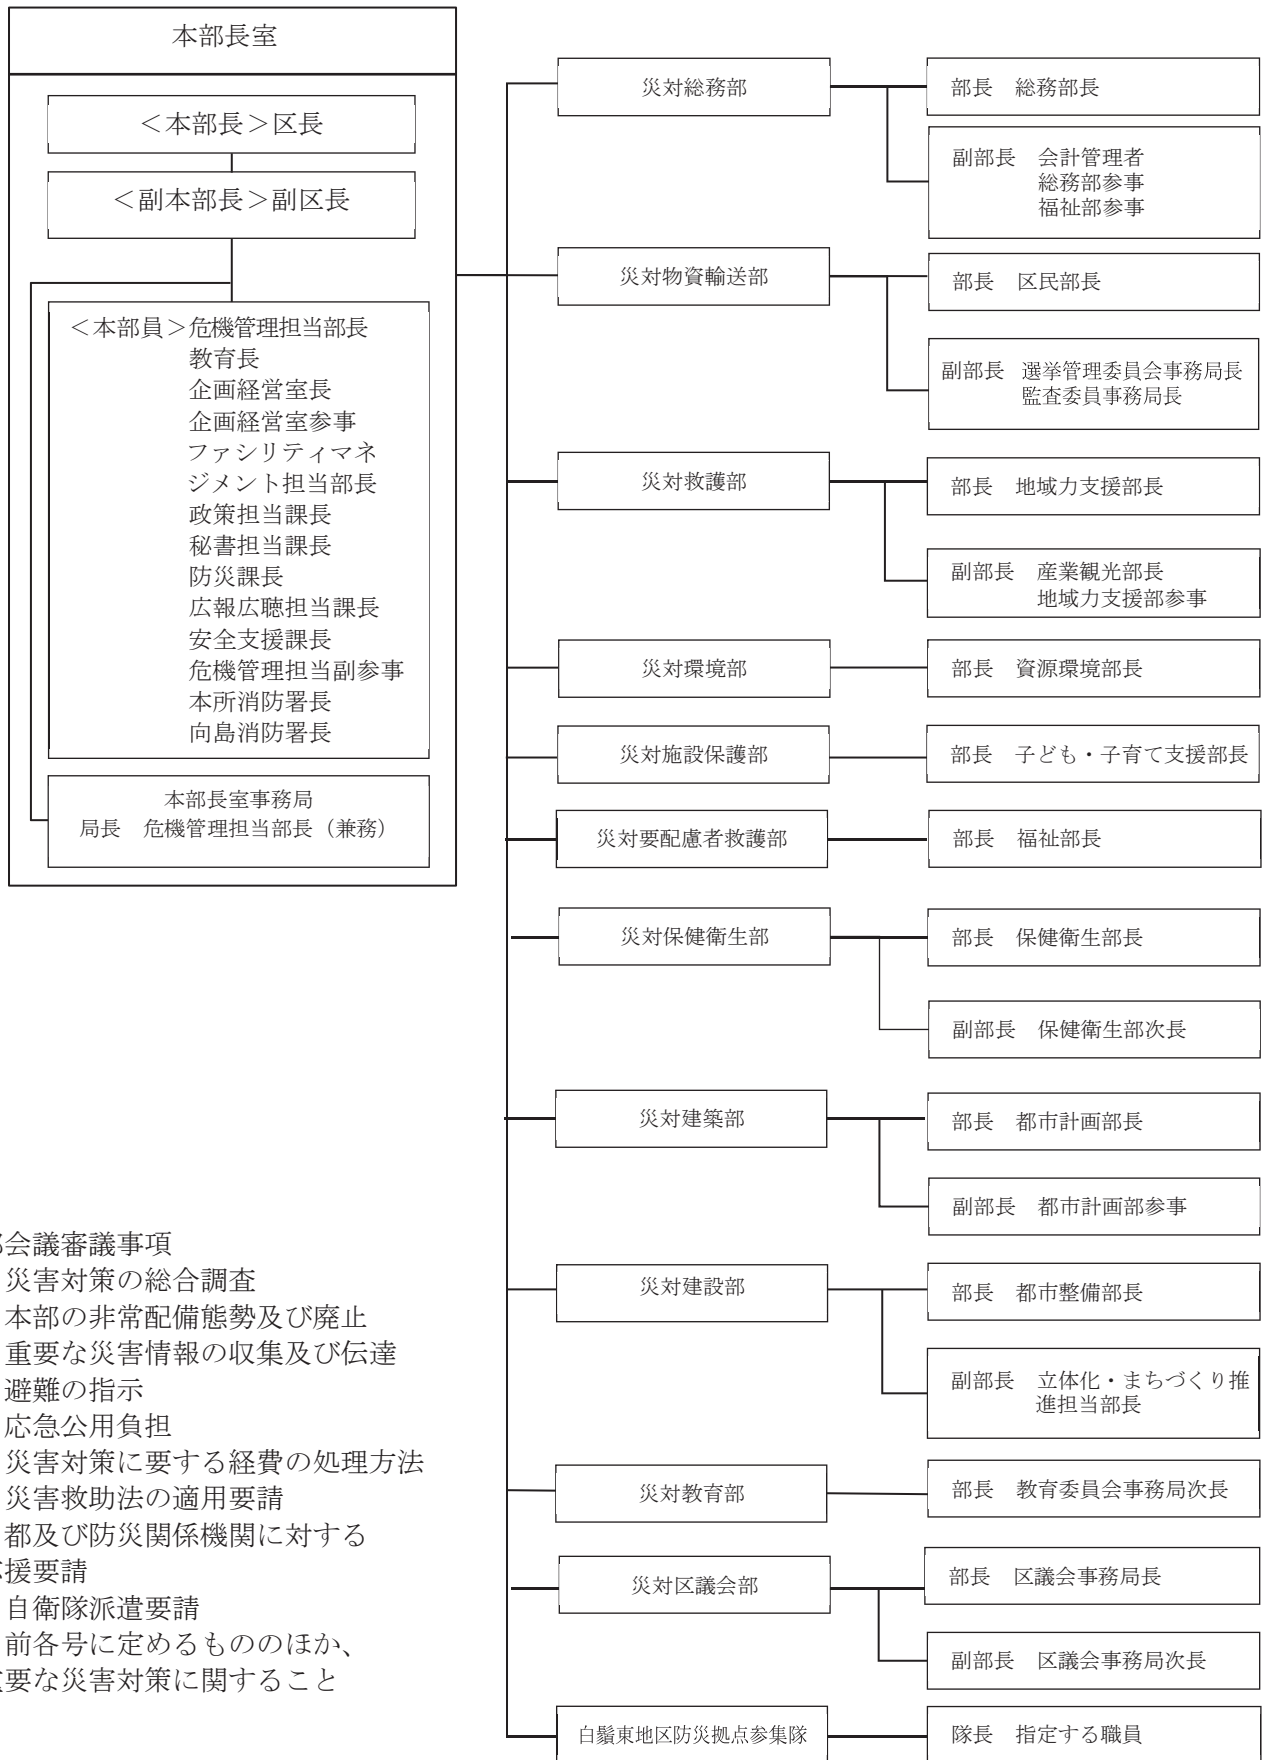 本部長室
＜本部長＞区長
＜副本部長＞副区長
＜本部員＞危機管理担当部長
教育長
企画経営室長
企画経営室参事
ファシリティマネ
ジメント担当部長
政策担当課長
秘書担当課長
防災課長
広報広聴担当課長
安全支援課長
危機管理担当副参事
本所消防署長
向島消防署長
本部長室事務局
局長　危機管理担当部長（兼務）
災対総務部
部長　総務部長
副部長　会計管理者
総務部参事
福祉部参事
災対物資輸送部
部長　区民部長
副部長　選挙管理委員会事務局長
監査委員事務局長
災対救護部
部長　地域力支援部長
副部長　産業観光部長
地域力支援部参事
災対環境部
部長　資源環境部長
災対施設保護部
部長　子ども・子育て支援部長
災対要配慮者救護部
部長　福祉部長
災対保健衛生部
部長　保健衛生部長
副部長　保健衛生部次長
災対建築部
部長　都市計画部長
副部長　都市計画部参事
災対建設部
部長　都市整備部長
副部長　立体化・まちづくり推
進担当部長
災対教育部
部長　教育委員会事務局次長
災対区議会部
部長　区議会事務局長
副部長　区議会事務局次長
白鬚東地区防災拠点参集隊
隊長　指定する職員
会議審議事項
災害対策の総合調査
本部の非常配備態勢及び廃止
重要な災害情報の収集及び伝達
避難の指示
応急公用負担
災害対策に要する経費の処理方法
災害救助法の適用要請
都及び防災関係機関に対する
援要請
自衛隊派遣要請
前各号に定めるもののほか、
要な災害対策に関すること